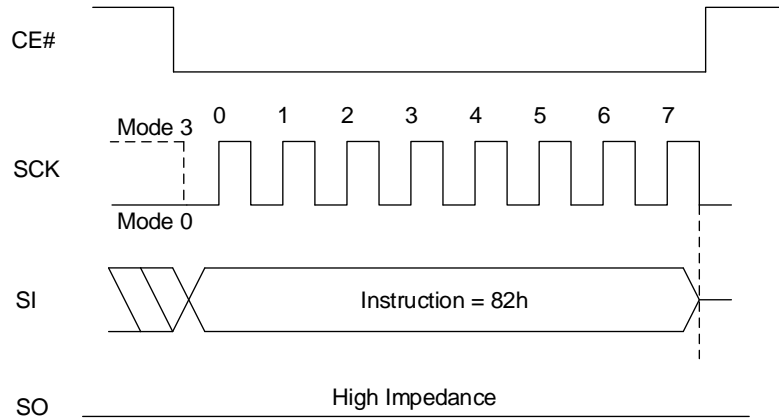 CE#
0 1 2 3 4 5 6 7
Mode 3
SCK
Mode 0
SI
Instruction = 82h
High Impedance
SO